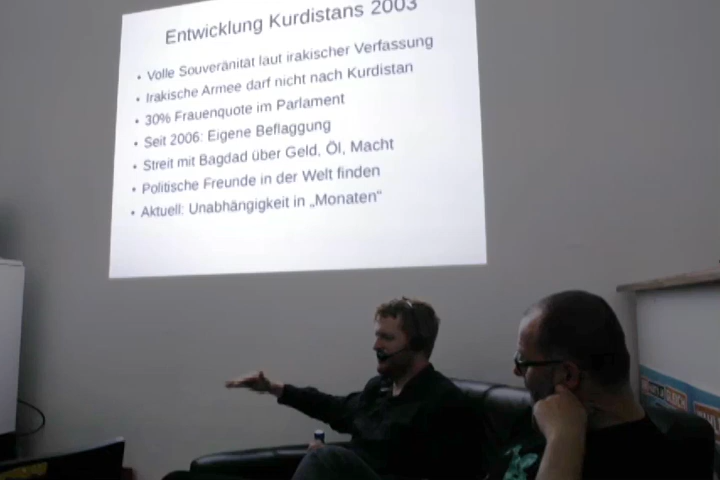 Entwicklung Kurdistans 2003
• Volle Souveränität laut irakischer Verfassung
• Irakische Armee darf nicht nach Kurdistan
• 30% Frauenquote im Parlament
• Seit 2006: Eigene Beflaggung
• Streit mit Bagdad über Geld, Öl, Macht
• Politische Freunde in der Welt finden
• Aktuell: Unabhängigkeit in „Monaten“